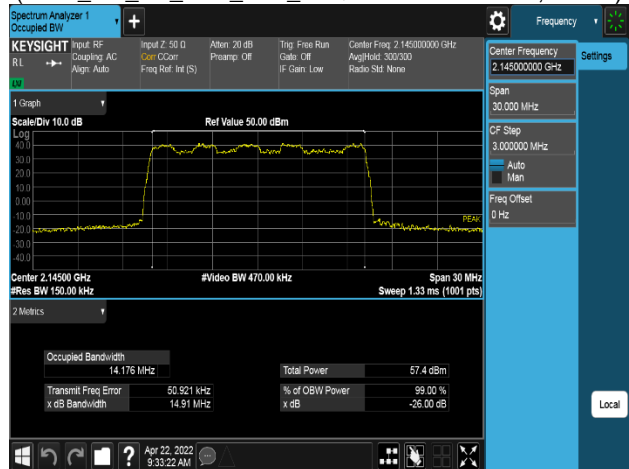 Spectrum Analyzer 1
Occupied BW
+
Frequency
KEYSIGHT
RL
Input: RF
Coupling: AC
Align: Auto
Input Z: 50 Ω
Corr CCorr
Freq Ref: Int (S)
Atten: 20 dB
Preamp: Off
Trig: Free Run
Gate: Off
IF Gain: Low
Center Freq: 2.145000000 GHz
Avg|Hold: 300/300
Radio Std: None
LXI
Center Frequency
2.145000000 GHz
Settings
Span
30.000 MHz
CF Step
3.000000 MHz
Auto
Man
Freq Offset
0 Hz
1 Graph
Scale/Div 10.0 dB
Ref Value 50.00 dBm
Log
40.0
30.0
20.0
10.0
0.00
-10.0
-20.0
-30.0
-40.0
PEAK
Center 2.14500 GHz
#Video BW 470.00 kHz
Span 30 MHz
#Res BW 150.00 kHz
Sweep 1.33 ms (1001 pts)
2 Metrics
Occupied Bandwidth
14.176 MHz
Total Power 57.4 dBm
Transmit Freq Error 50.921 kHz
% of OBW Power 99.00 %
x dB Bandwidth 14.91 MHz
x dB -26.00 dB
Local
?
Apr 22, 2022
9:33:22 AM